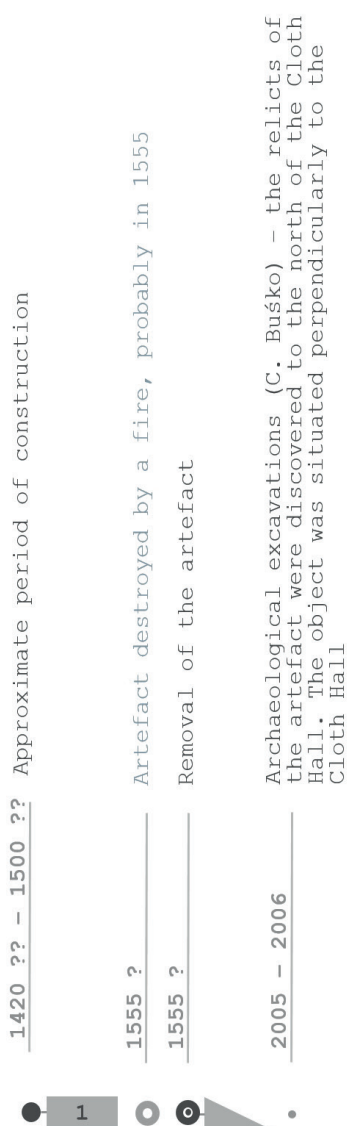 1420 ?? – 1500 ?? Approximate period of construction
1
1555 ? Artefact destroyed by a fire, probably in 1555
1555 ? Removal of the artefact
2005 – 2006 Archaeological excavations (C. Buśko) – the relicts of
the artefact were discovered to the north of the Cloth
Hall. The object was situated perpendicularly to the
Cloth Hall